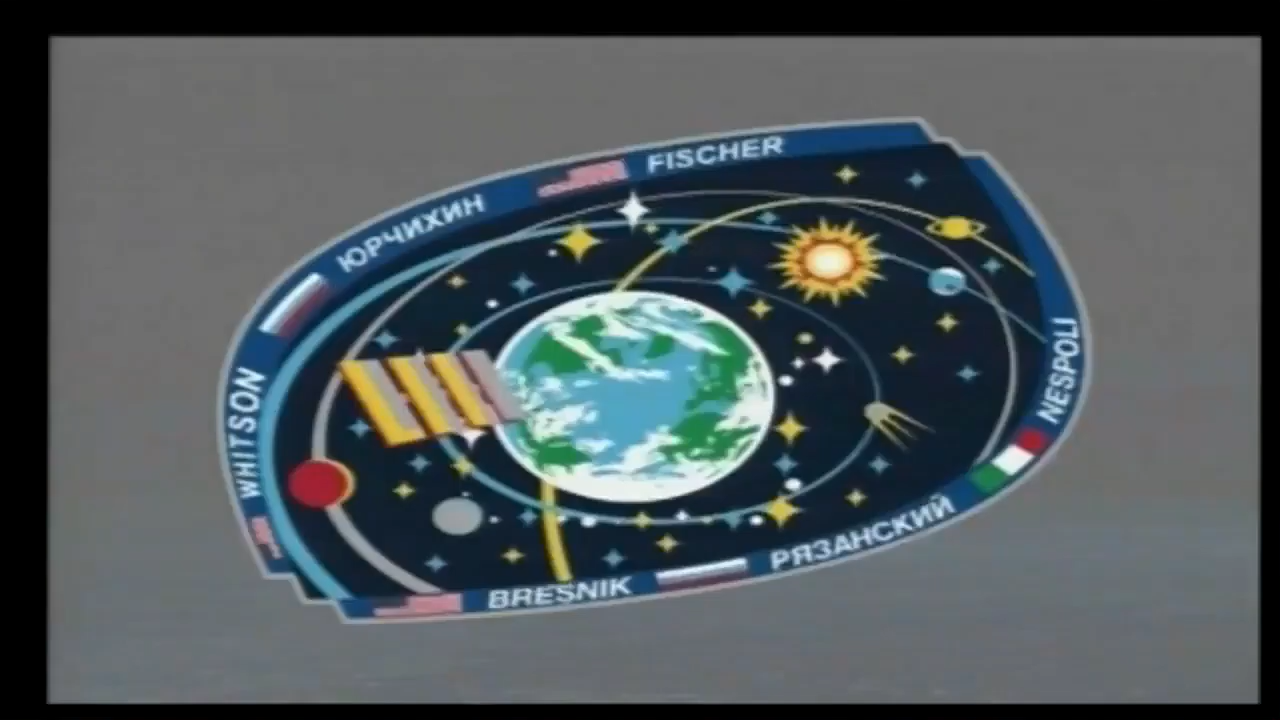 WHITSON
ЮРЧИХИН
FISCHER
NESPOLI
РЯЗАНСКИЙ
BRESNIK